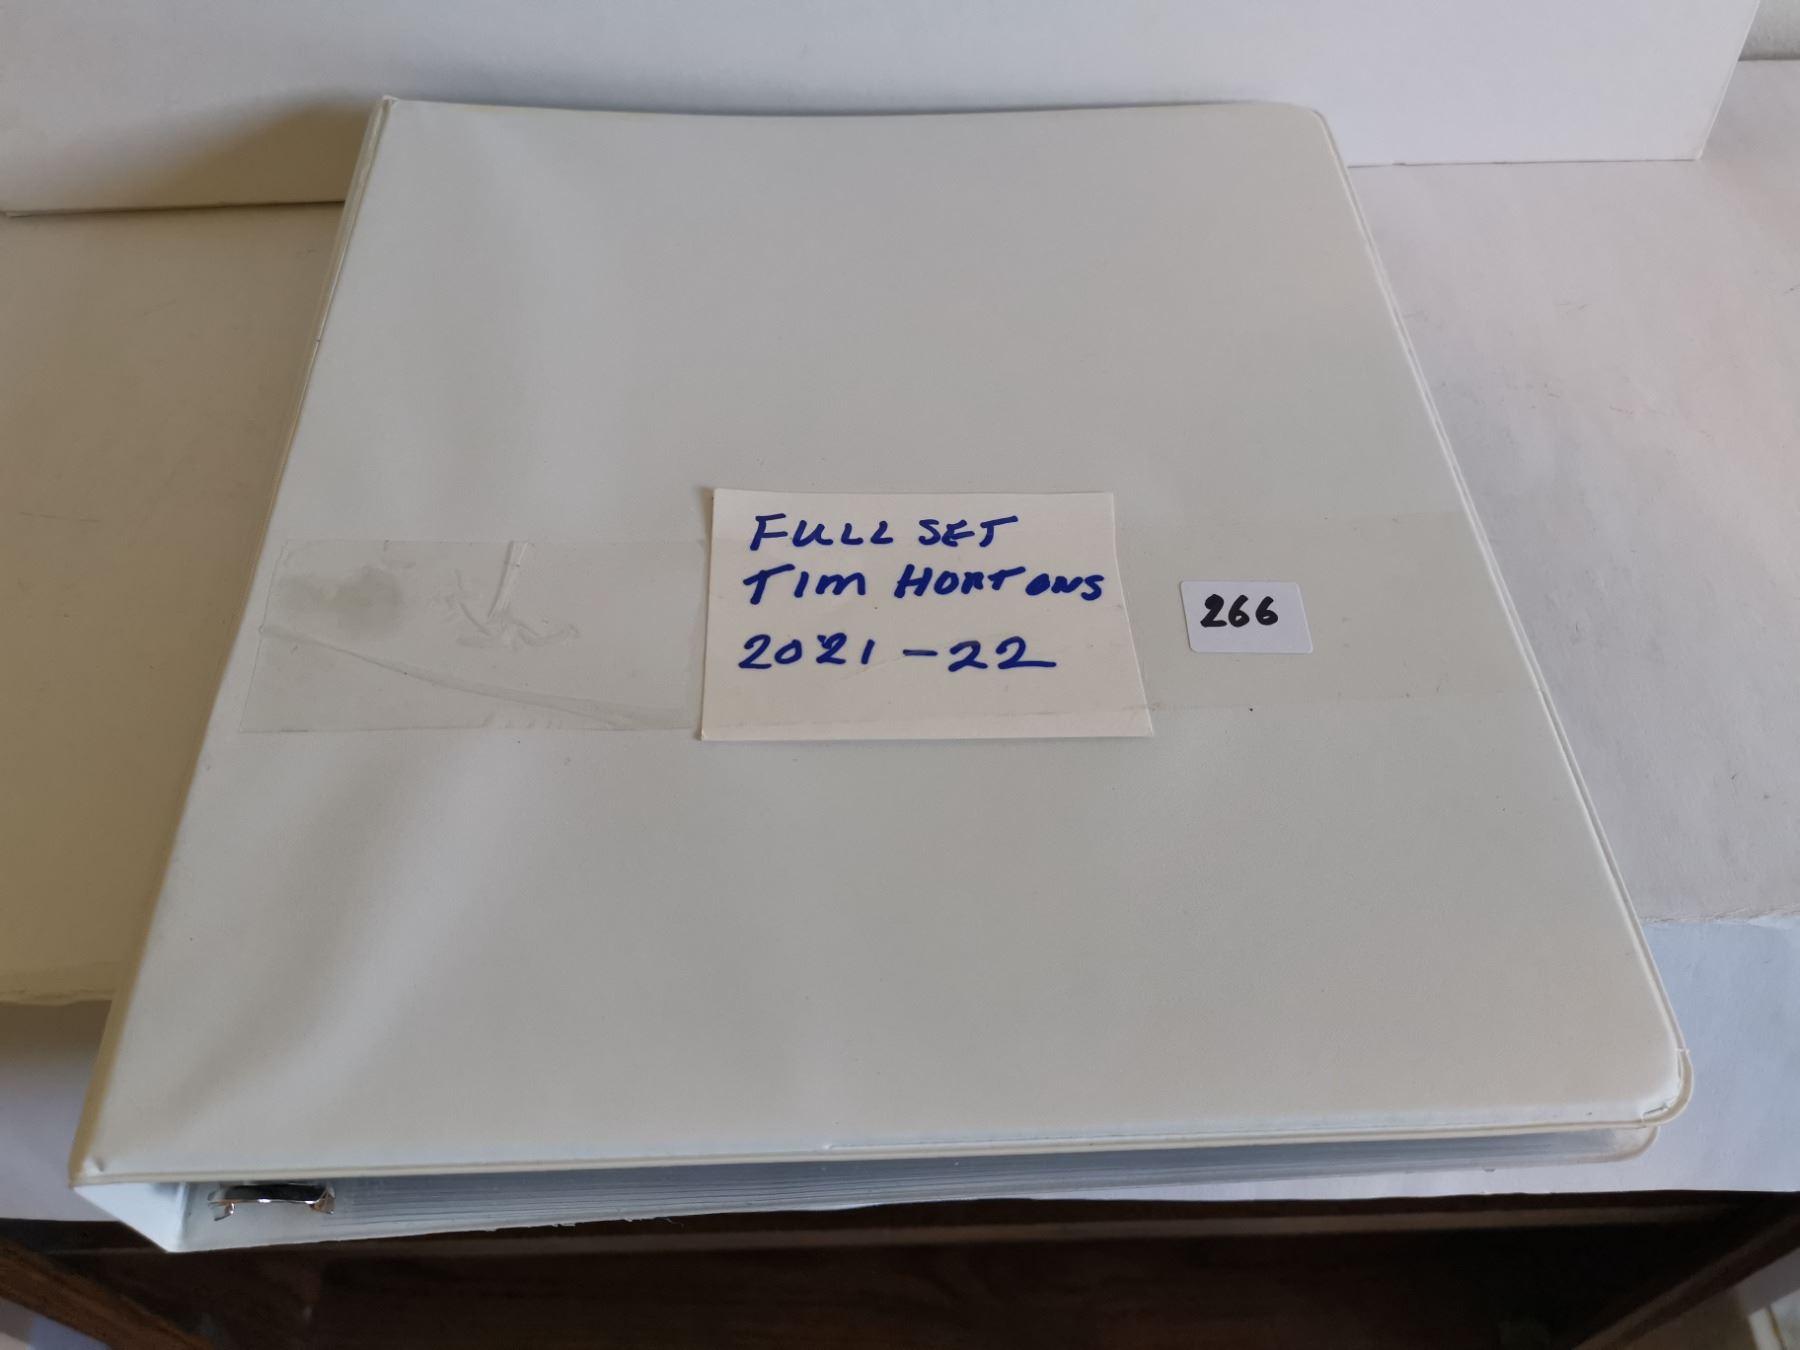 FULL SET
TIM HORTONS
2021-22
266